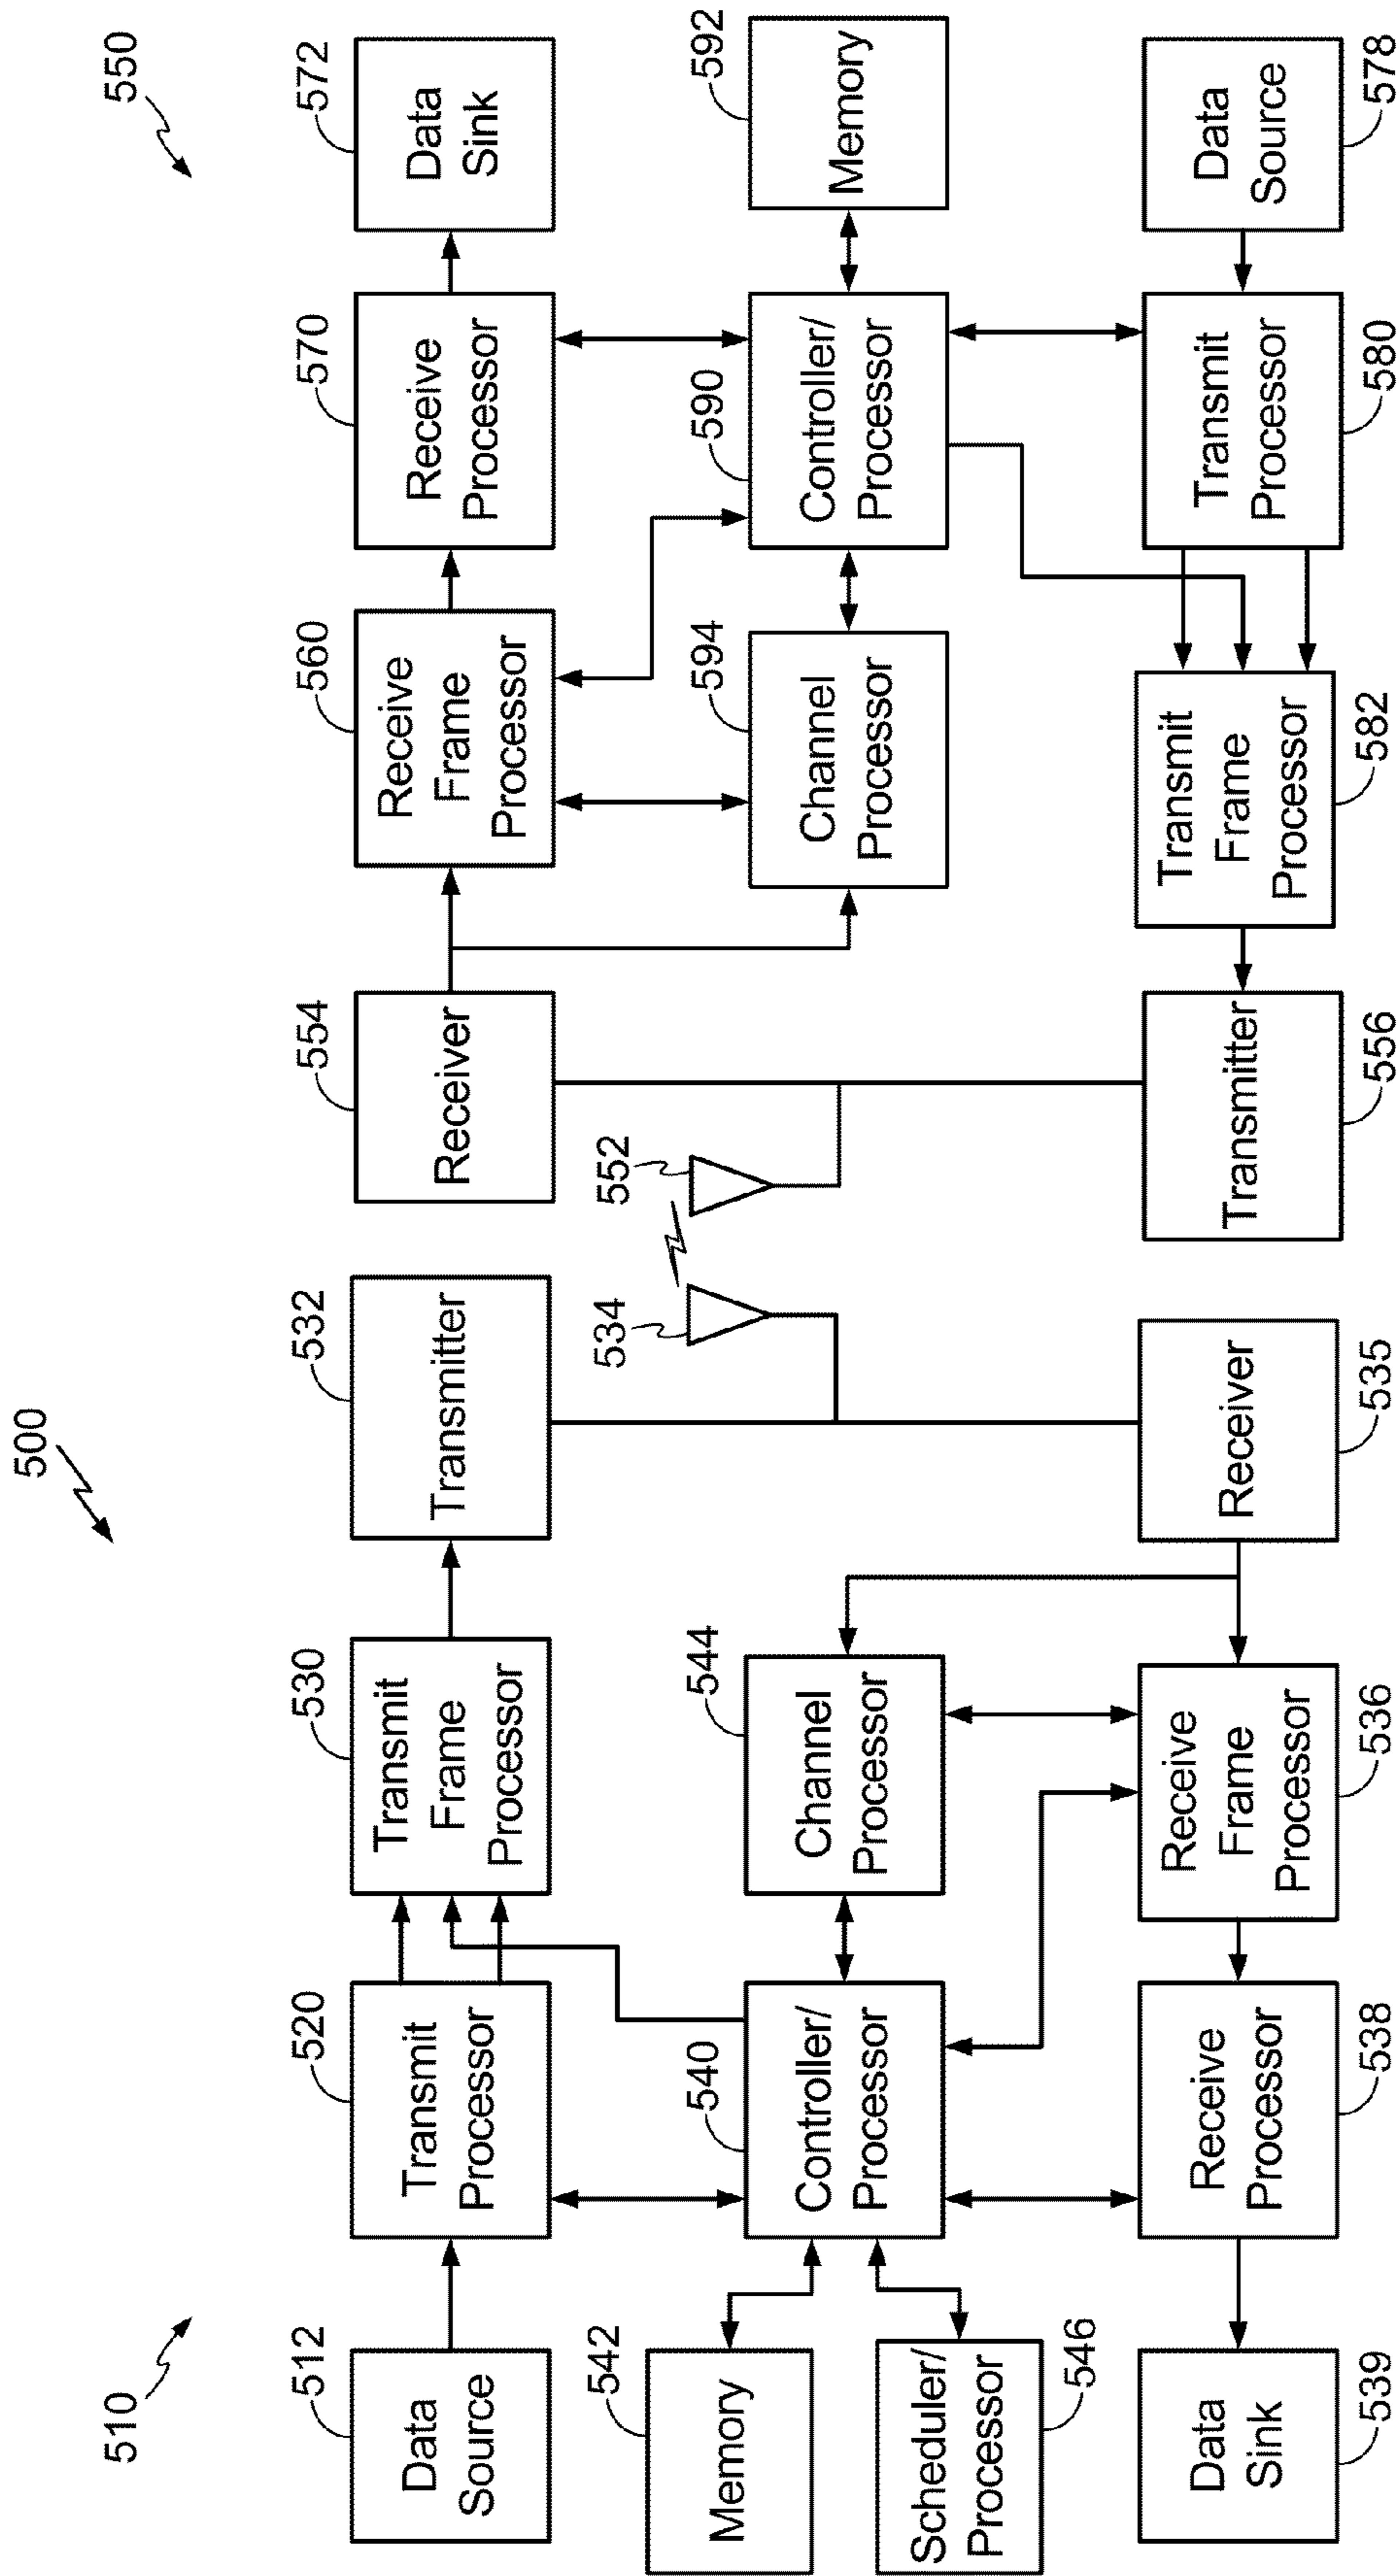 500
510
550
512
Data
Source
520
Transmit
Processor
530
Transmit
Frame
Processor
532
Transmitter
554
Receiver
560
Receive
Frame
Processor
570
Receive
Processor
572
Data
Sink
542
Memory
540
Controller/
Processor
544
Channel
Processor
534
552
594
Channel
Processor
590
Controller/
Processor
592
Memory
Scheduler/
Processor
546
Data
Sink
539
Receive
Processor
538
Receive
Frame
Processor
536
Receiver
535
Transmitter
556
Transmit
Frame
Processor
582
Transmit
Processor
580
Data
Source
578